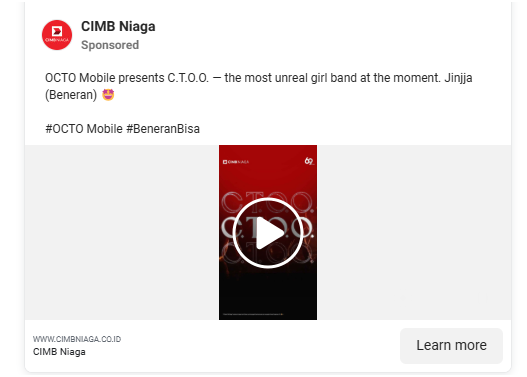 CIMB Niaga
Sponsored
OCTO Mobile presents C.T.O.O. — the most unreal girl band at the moment. Jinjja
(Beneran) 🤩
#OCTO Mobile #BeneranBisa
CIMB NIAGA
C.T.O.O.
C.T.O.O.
C.T.O.O.
WWW.CIMBNIAGA.CO.ID
CIMB Niaga
Learn more